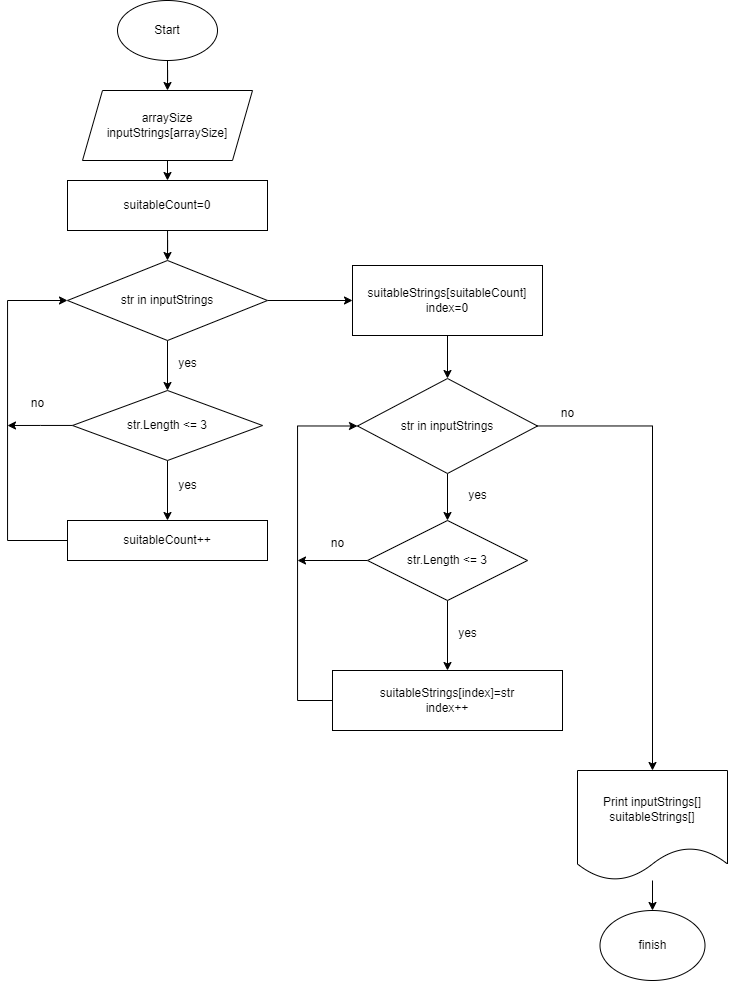 Start
arraySize
inputStrings[arraySize]
suitableCount=0
str in inputStrings
yes
no
str.Length <= 3
yes
suitableCount++
suitableStrings[suitableCount]
index=0
str in inputStrings
no
yes
no
str.Length <= 3
yes
suitableStrings[index]=str
index++
Print inputStrings[]
suitableStrings[]
finish